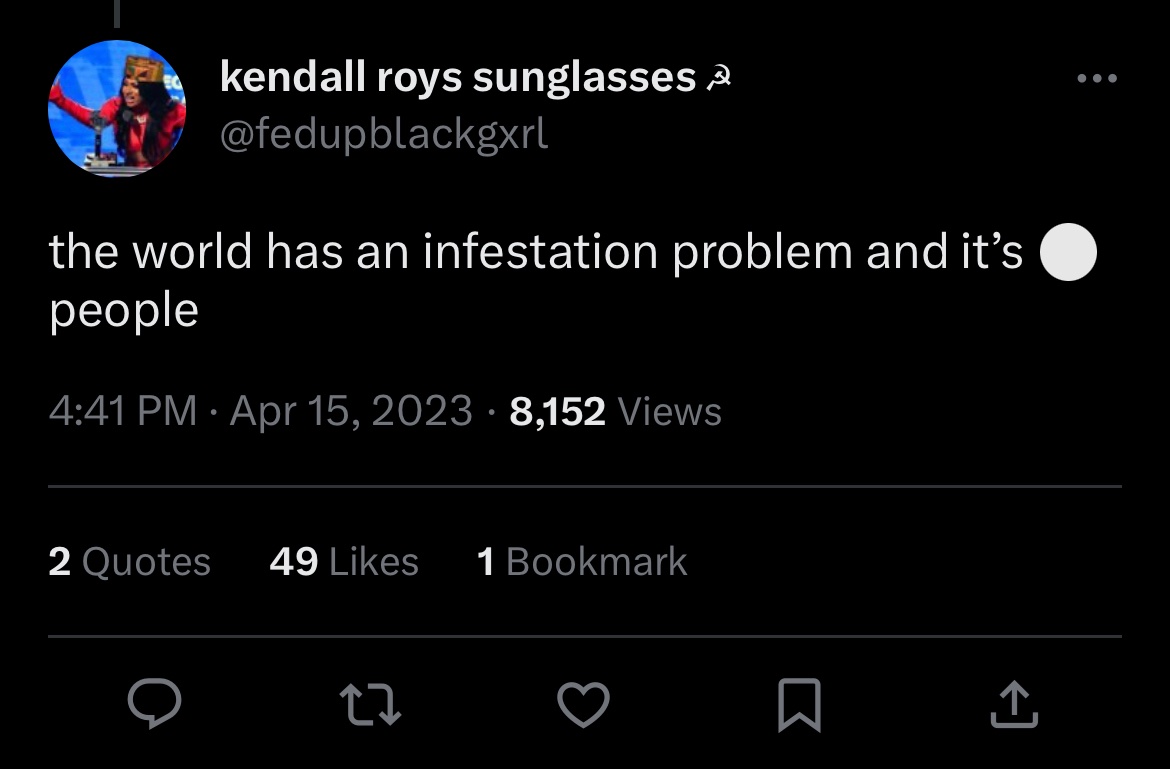 kendall roys sunglasses ☭
@fedupblackgxrl
the world has an infestation problem and it’s ⚪
people
4:41 PM · Apr 15, 2023 · 8,152 Views
2 Quotes 49 Likes 1 Bookmark